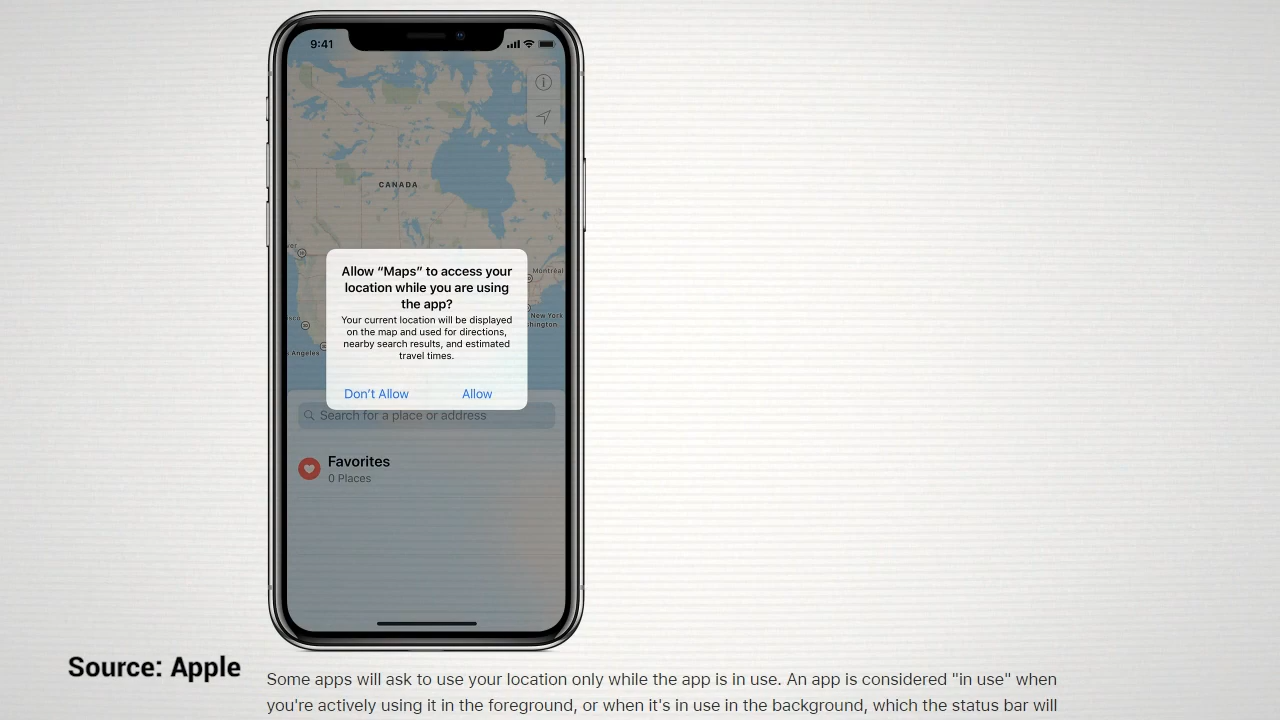 9:41
CANADA
Montréal
New York
Angeles
Allow “Maps” to access your
location while you are using
the app?
Your current location will be displayed
on the map and used for directions,
nearby search results, and estimated
travel times.
Don’t Allow
Allow
Search for a place or address
Favorites
0 Places
Source: Apple
Some apps will ask to use your location only while the app is in use. An app is considered "in use" when
you're actively using it in the foreground, or when it's in use in the background, which the status bar will